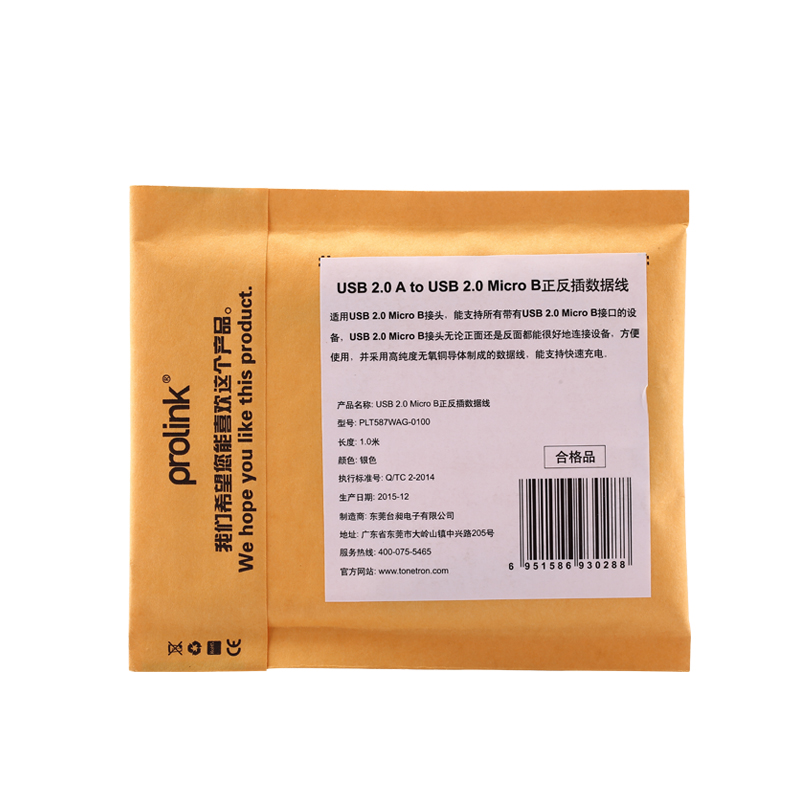 prolink®
我们希望您能喜欢这个产品。
We hope you like this product.
USB 2.0 A to USB 2.0 Micro B正反插数据线
适用USB 2.0 Micro B接头，能支持所有带有USB 2.0 Micro B接口的设
备，USB 2.0 Micro B接头无论正面还是反面都能很好地连接设备，方便
使用，并采用高纯度无氧铜导体制成的数据线，能支持快速充电.
产品名称: USB 2.0 Micro B正反插数据线
型号: PLT587WAG-0100
长度: 1.0米
颜色: 银色
执行标准号: Q/TC 2-2014
生产日期: 2015-12
制造商: 东莞台昶电子有限公司
地址: 广东省东莞市大岭山镇中兴路205号
服务热线: 400-075-5465
官方网站: www.tonetron.com
合格品
6 951586 930288
CE